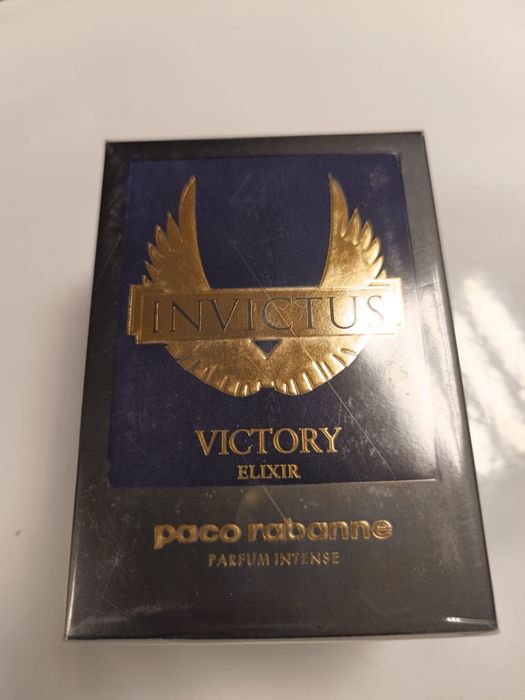 INVICTUS
VICTORY
ELIXIR
paco rabanne
PARFUM INTENSE